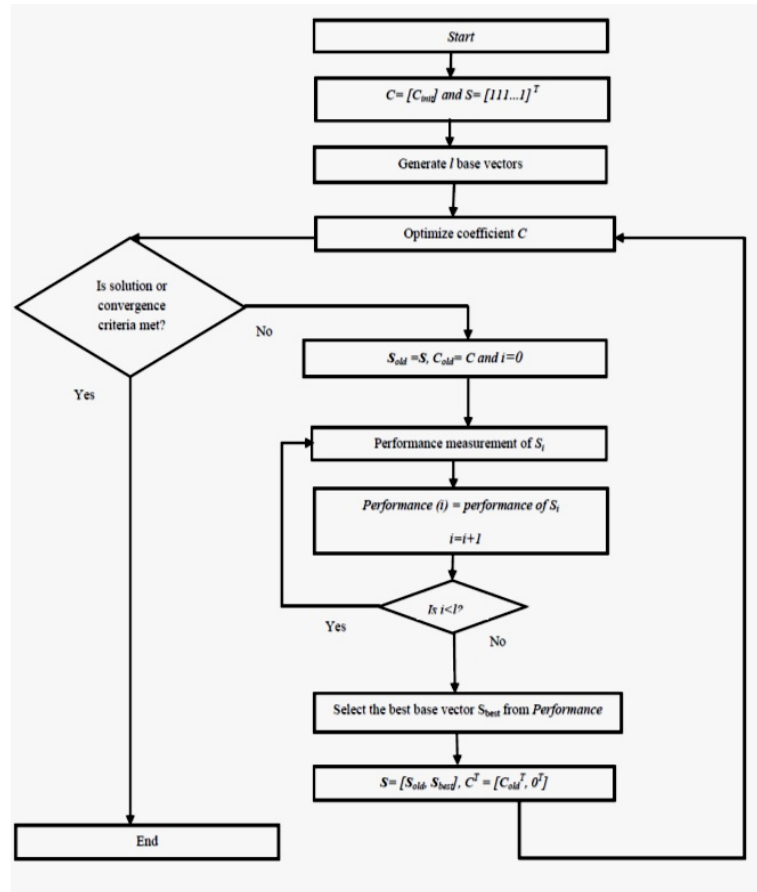 Start
C= [C_init] and S= [111...1]^T
Generate l base vectors
Optimize coefficient C
Is solution or
convergence
criteria met?
No
Yes
S_old =S, C_old= C and i=0
Performance measurement of S_i
Performance (i) = performance of S_i
i=i+1
Is i<l?
Yes
No
Select the best base vector S_best from Performance
S= [S_old, S_best], C^T = [C_old^T, 0^T]
End